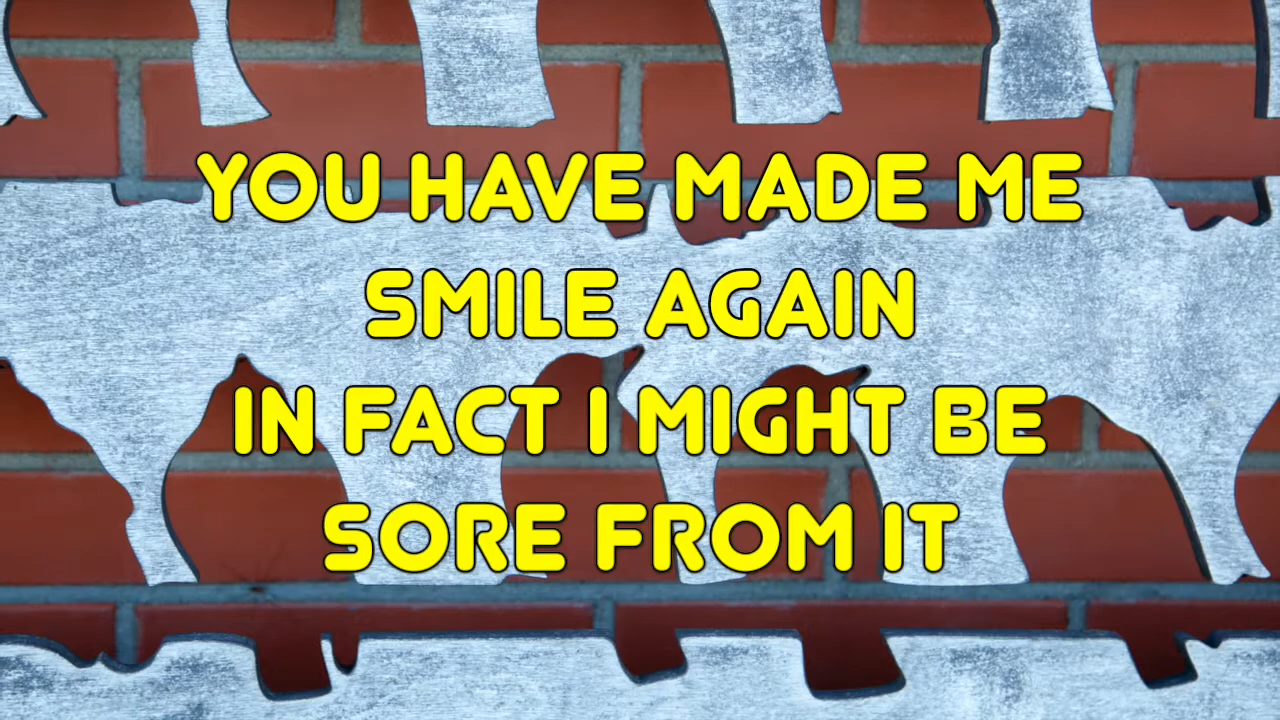 YOU HAVE MADE ME
SMILE AGAIN
IN FACT I MIGHT BE
SORE FROM IT